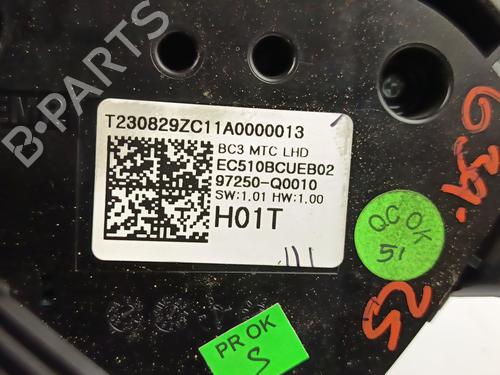 T230829ZC11A0000013
BC3 MTC LHD
EC510BCUEB02
97250-Q0010
SW:1.01 HW:1.00
H01T
QC OK
51
PR OK
S
25
B-Parts